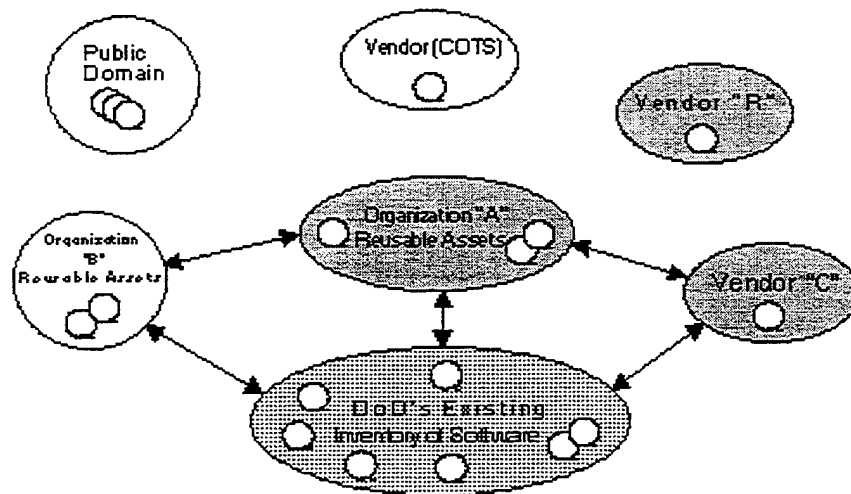 Public
Domain
Vendor(COTS)
Vendor "R"
Organization "A"
Reusable Assets
Organization
"B"
Reusable Assets
Vendor "C"
DoD's Existing
Inventory of Software